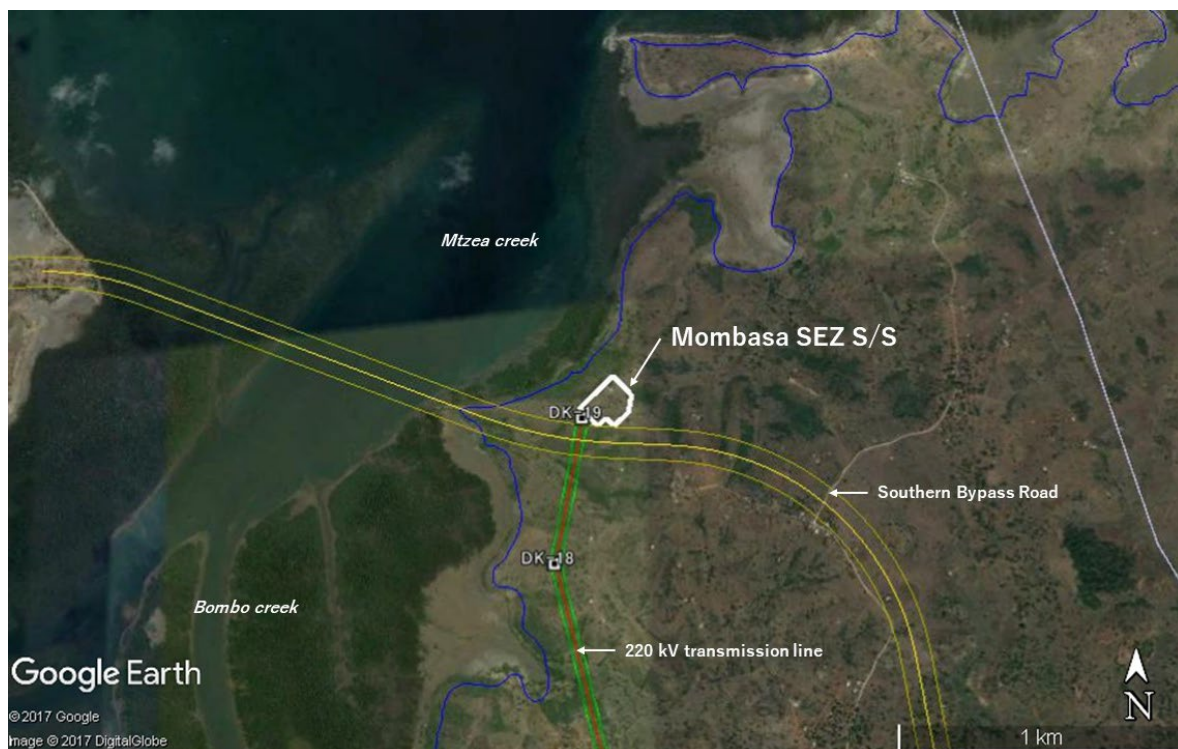 Mtzea creek
Mombasa SEZ S/S
DK-19
Southern Bypass Road
DK-18
Bombo creek
220 kV transmission line
Google Earth
N
©2017 Google
Image © 2017 DigitalGlobe
1 km